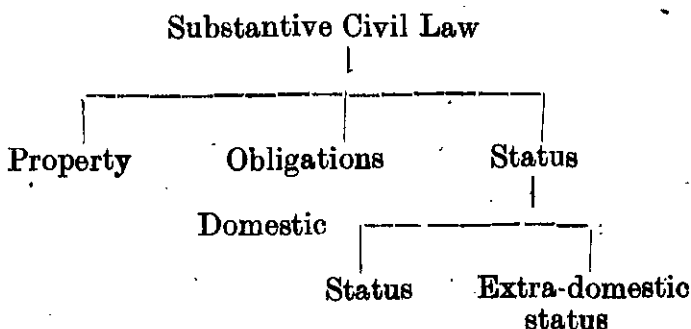 Substantive Civil Law
Property Obligations Status
Domestic
Status Extra-domestic
status